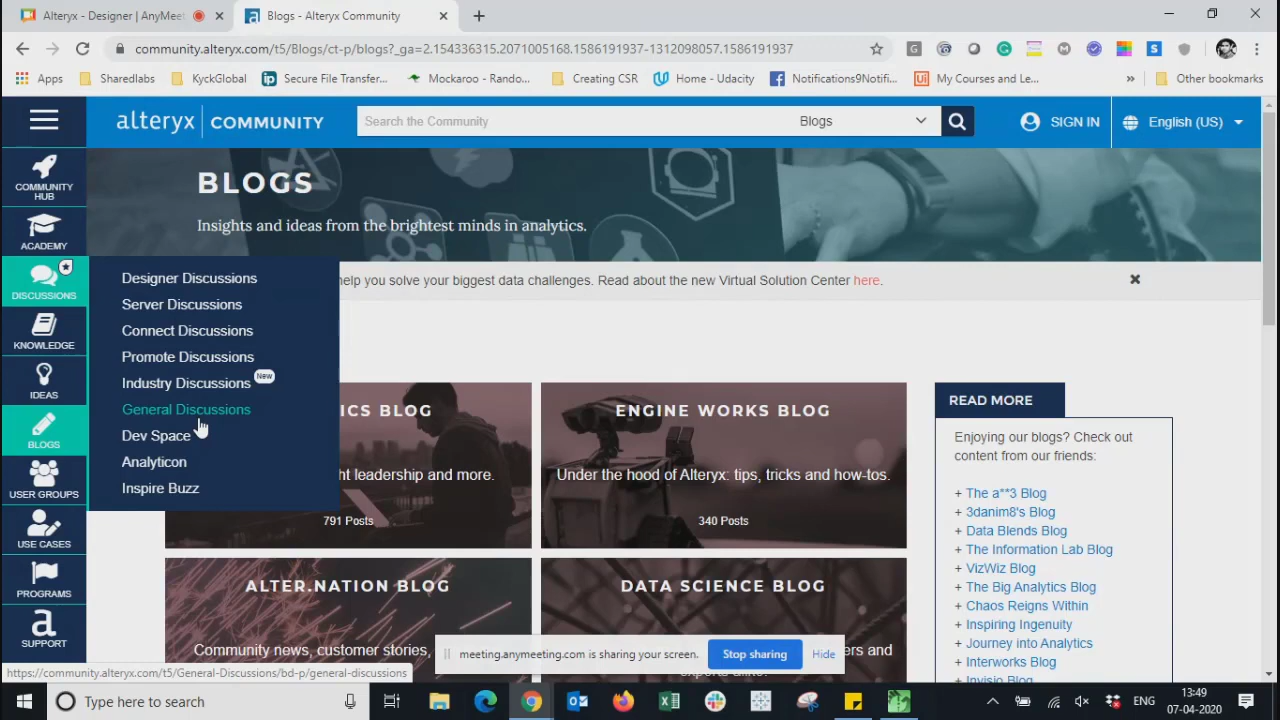 Alteryx - Designer | AnyMeet
Blogs - Alteryx Community
community.alteryx.com/t5/Blogs/ct-p/blogs?_ga=2.154336315.2071005168.1586191937-1312098057.1586191937
Apps
Sharedlabs
KyckGlobal
Secure File Transfer...
Mockaroo - Rando...
Creating CSR
Home - Udacity
Notifications9Notifi...
My Courses and Le...
»
Other bookmarks
alteryx COMMUNITY
Search the Community
Blogs
SIGN IN
English (US)
COMMUNITY
HUB
ACADEMY
DISCUSSIONS
KNOWLEDGE
IDEAS
BLOGS
USER GROUPS
USE CASES
PROGRAMS
SUPPORT
BLOGS
Insights and ideas from the brightest minds in analytics.
Designer Discussions
Server Discussions
Connect Discussions
Promote Discussions
Industry Discussions New
General Discussions
Dev Space
Analyticon
Inspire Buzz
help you solve your biggest data challenges. Read about the new Virtual Solution Center here.
ICS BLOG
ht leadership and more.
791 Posts
ENGINE WORKS BLOG
Under the hood of Alteryx: tips, tricks and how-tos.
340 Posts
ALTER.NATION BLOG
Community news, customer stories,
DATA SCIENCE BLOG
ers and
READ MORE
Enjoying our blogs? Check out
content from our friends:
+ The a**3 Blog
+ 3danim8's Blog
+ Data Blends Blog
+ The Information Lab Blog
+ VizWiz Blog
+ The Big Analytics Blog
+ Chaos Reigns Within
+ Inspiring Ingenuity
+ Journey into Analytics
+ Interworks Blog
+ Invisio Blog
meeting.anymeeting.com is sharing your screen.
Stop sharing
Hide
https://community.alteryx.com/t5/General-Discussions/bd-p/general-discussions
Type here to search
ENG
13:49
07-04-2020